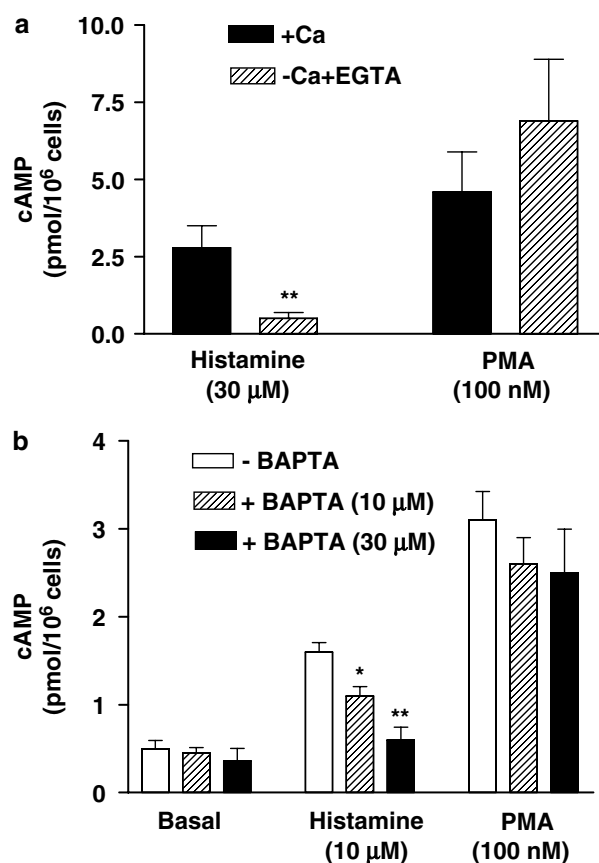 a
10.0
7.5
5.0
2.5
0.0
cAMP
(pmol/10⁶ cells)
+Ca
-Ca+EGTA
**
Histamine
(30 μM)
PMA
(100 nM)
b
4
3
2
1
0
cAMP
(pmol/10⁶ cells)
- BAPTA
+ BAPTA (10 μM)
+ BAPTA (30 μM)
*
**
Basal
Histamine
(10 μM)
PMA
(100 nM)